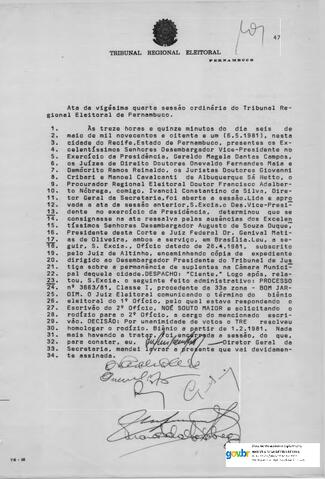 47
TRIBUNAL REGIONAL ELEITORAL
PERNAMBUCO
Ata da vigésima quarta sessão ordinária do Tribunal Re-
gional Eleitoral de Pernambuco.
1. Às treze horas e quinze minutos do dia seis de
2. maio de mil novecentos e oitenta e um (6.5.1981), nesta
3. cidade do Recife, Estado de Pernambuco, presentes os Ex-
4. celentíssimos Senhores Desembargador Vice-Presidente no
5. Exercício da Presidência, Geraldo Magela Dantas Campos,
6. os Juízes de Direito Doutores Enevaldo Fernandes Maia e
7. Demócrito Ramos Reinaldo, os Juristas Doutores Giovanni
8. Cribari e Manoel Cavalcanti de Albuquerque Sá Netto, o
9. Procurador Regional Eleitoral Doutor Francisco Adalber-
10. to Nóbrega, comigo, Ivancil Constantino da Silva, Dire-
11. tor Geral da Secretaria, foi aberta a sessão. Lida e apro
12. vada a ata de sessão anterior, S.Excia.o Des. Vice-Presi-
13. dente no exercício da Presidência, determinou que se
14. consignasse na ata ressalva pelas ausências dos Excelen
15. tíssimos Senhores Desembargador Augusto de Souza Duque,
16. Presidente desta Corte e Juiz Federal Dr. Genival Mati-
17. as de Oliveira, ambos a serviço, em Brasília. Leu, a se-
18. guir, S. Excia., Ofício datado de 28.4.1981, subscrito
19. pelo Juiz de Altinho, encaminhando cópia de expediente
20. dirigido ao Desembargador Presidente do Tribunal de Jus
21. tiça sobre a permanência de suplentes na Câmara Munici-
22. pal daquela cidade. DESPACHO: "Ciente." Logo após, rela-
23. tou, S.Excia., o seguinte feito administrativo: PROCESSO
24. nº 3663/81, Classe I, procedente da 33a zona - BOM JAR-
25. DIM. O Juiz Eleitoral comunicando o término do biênio
26. eleitoral do 1º Ofício, pelo qual estava respondendo o
27. Escrivão do 2º Ofício, NOÉ SOUTO MAIOR e solicitando o
28. rodízio para o 2º Ofício, a cargo do mencionado escri-
29. vão. DECISÃO: Por unanimidade de votos o TRE resolveu
30. homologar o rodízio. Biênio a partir de 1.2.1981. Nada
31. mais havendo a tratar, foi encerrada a sessão, do que,
32. para constar, eu, Diretor Geral da
33. Secretaria, mandei lavrar a presente que vai devidamen-
34. te assinada.
gov.br